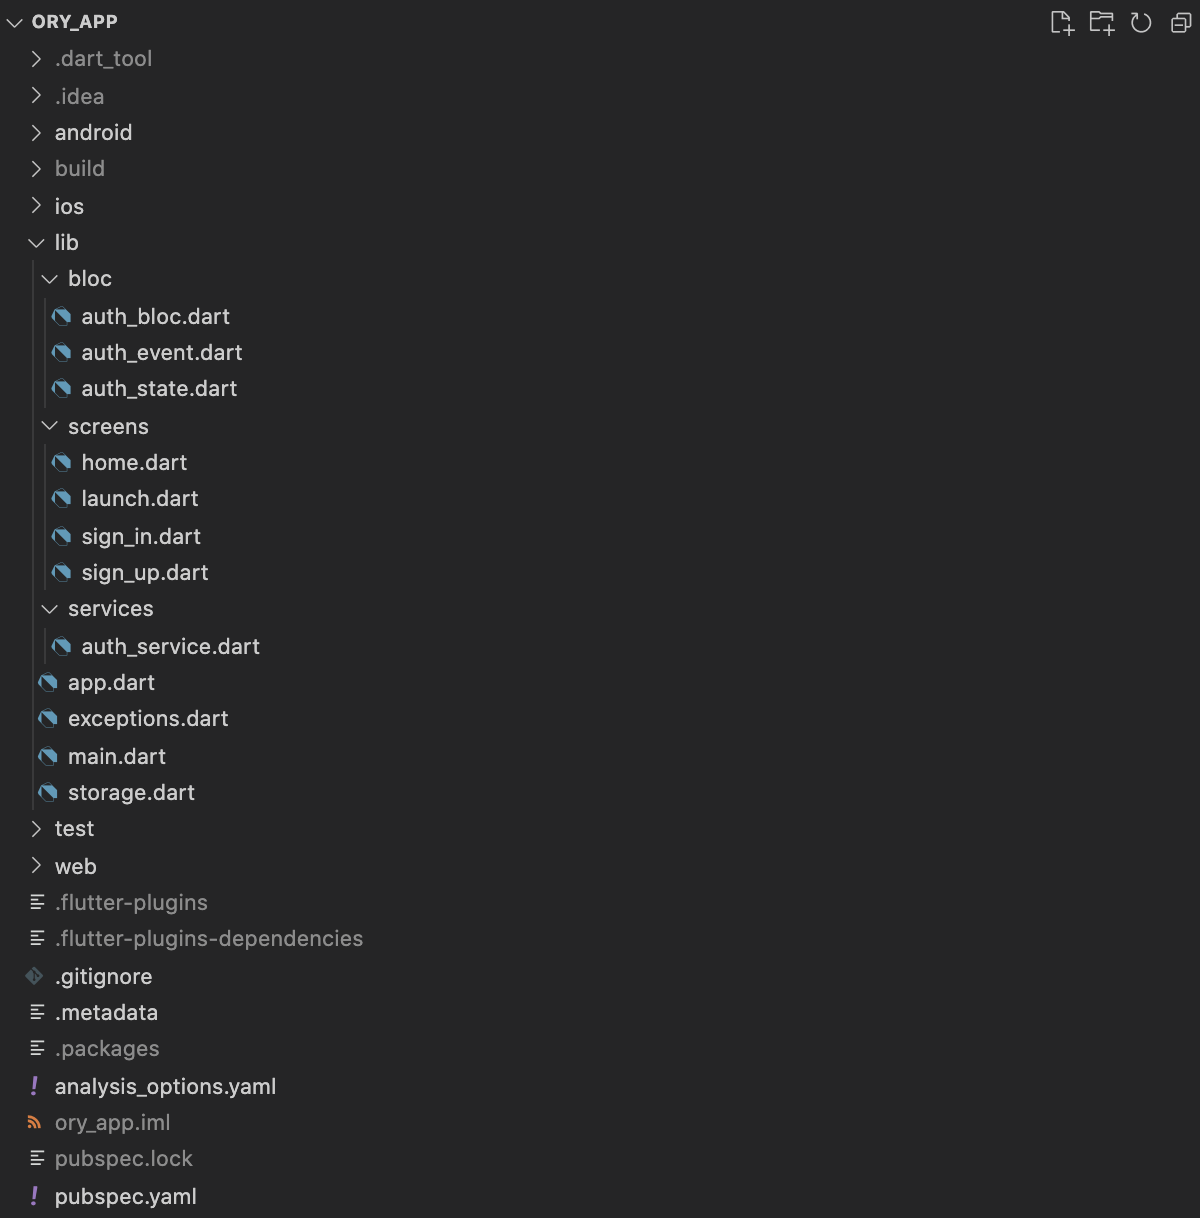 ORY_APP
.dart_tool
.idea
android
build
ios
lib
bloc
auth_bloc.dart
auth_event.dart
auth_state.dart
screens
home.dart
launch.dart
sign_in.dart
sign_up.dart
services
auth_service.dart
app.dart
exceptions.dart
main.dart
storage.dart
test
web
.flutter-plugins
.flutter-plugins-dependencies
.gitignore
.metadata
.packages
analysis_options.yaml
ory_app.iml
pubspec.lock
pubspec.yaml